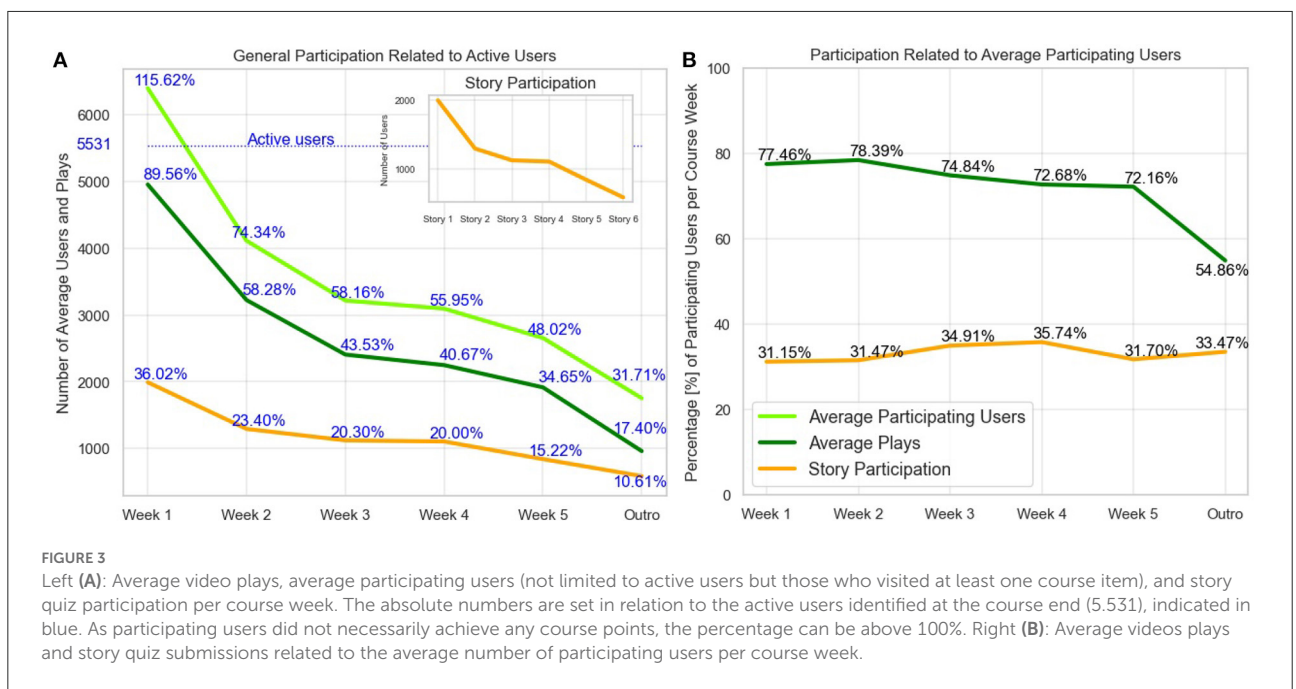 A
General Participation Related to Active Users
115.62%
6000
5531
5000
4000
3000
2000
1000
Number of Average Users and Plays
Active users
89.56%
74.34%
58.28%
58.16%
55.95%
48.02%
43.53%
40.67%
34.65%
31.71%
36.02%
23.40%
20.30%
20.00%
15.22%
17.40%
10.61%
Week 1 Week 2 Week 3 Week 4 Week 5 Outro
Story Participation
2000
1000
Number of Users
Story 1 Story 2 Story 3 Story 4 Story 5 Story 6
B
Participation Related to Average Participating Users
100
80
60
40
20
0
Percentage [%] of Participating Users per Course Week
77.46%
78.39%
74.84%
72.68%
72.16%
54.86%
31.15%
31.47%
34.91%
35.74%
31.70%
33.47%
Average Participating Users
Average Plays
Story Participation
Week 1 Week 2 Week 3 Week 4 Week 5 Outro
FIGURE 3
Left (A): Average video plays, average participating users (not limited to active users but those who visited at least one course item), and story
quiz participation per course week. The absolute numbers are set in relation to the active users identified at the course end (5.531), indicated in
blue. As participating users did not necessarily achieve any course points, the percentage can be above 100%. Right (B): Average videos plays
and story quiz submissions related to the average number of participating users per course week.